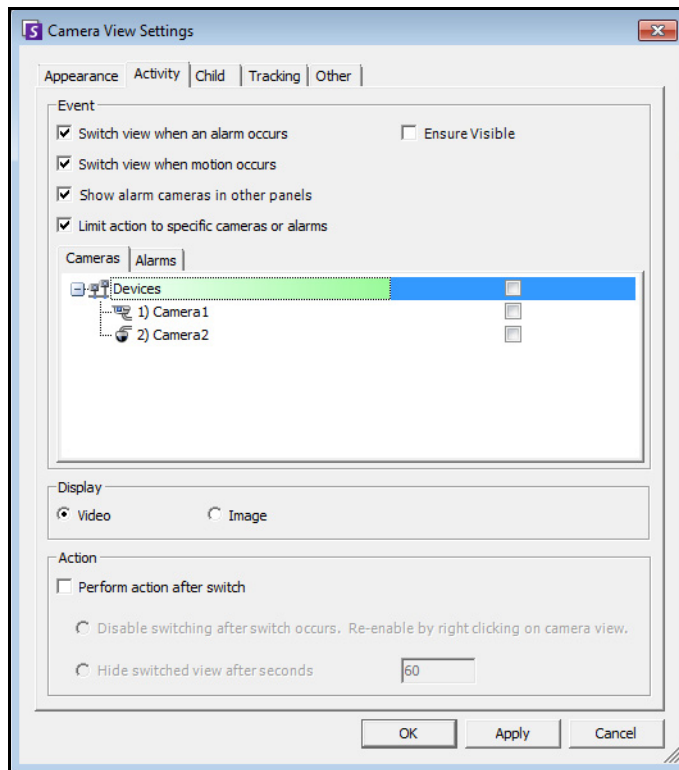 S Camera View Settings
Appearance Activity Child Tracking Other
Event
Switch view when an alarm occurs Ensure Visible
Switch view when motion occurs
Show alarm cameras in other panels
Limit action to specific cameras or alarms
Cameras Alarms
Devices
1) Camera1
2) Camera2
Display
Video Image
Action
Perform action after switch
Disable switching after switch occurs. Re-enable by right clicking on camera view.
Hide switched view after seconds 60
OK Apply Cancel